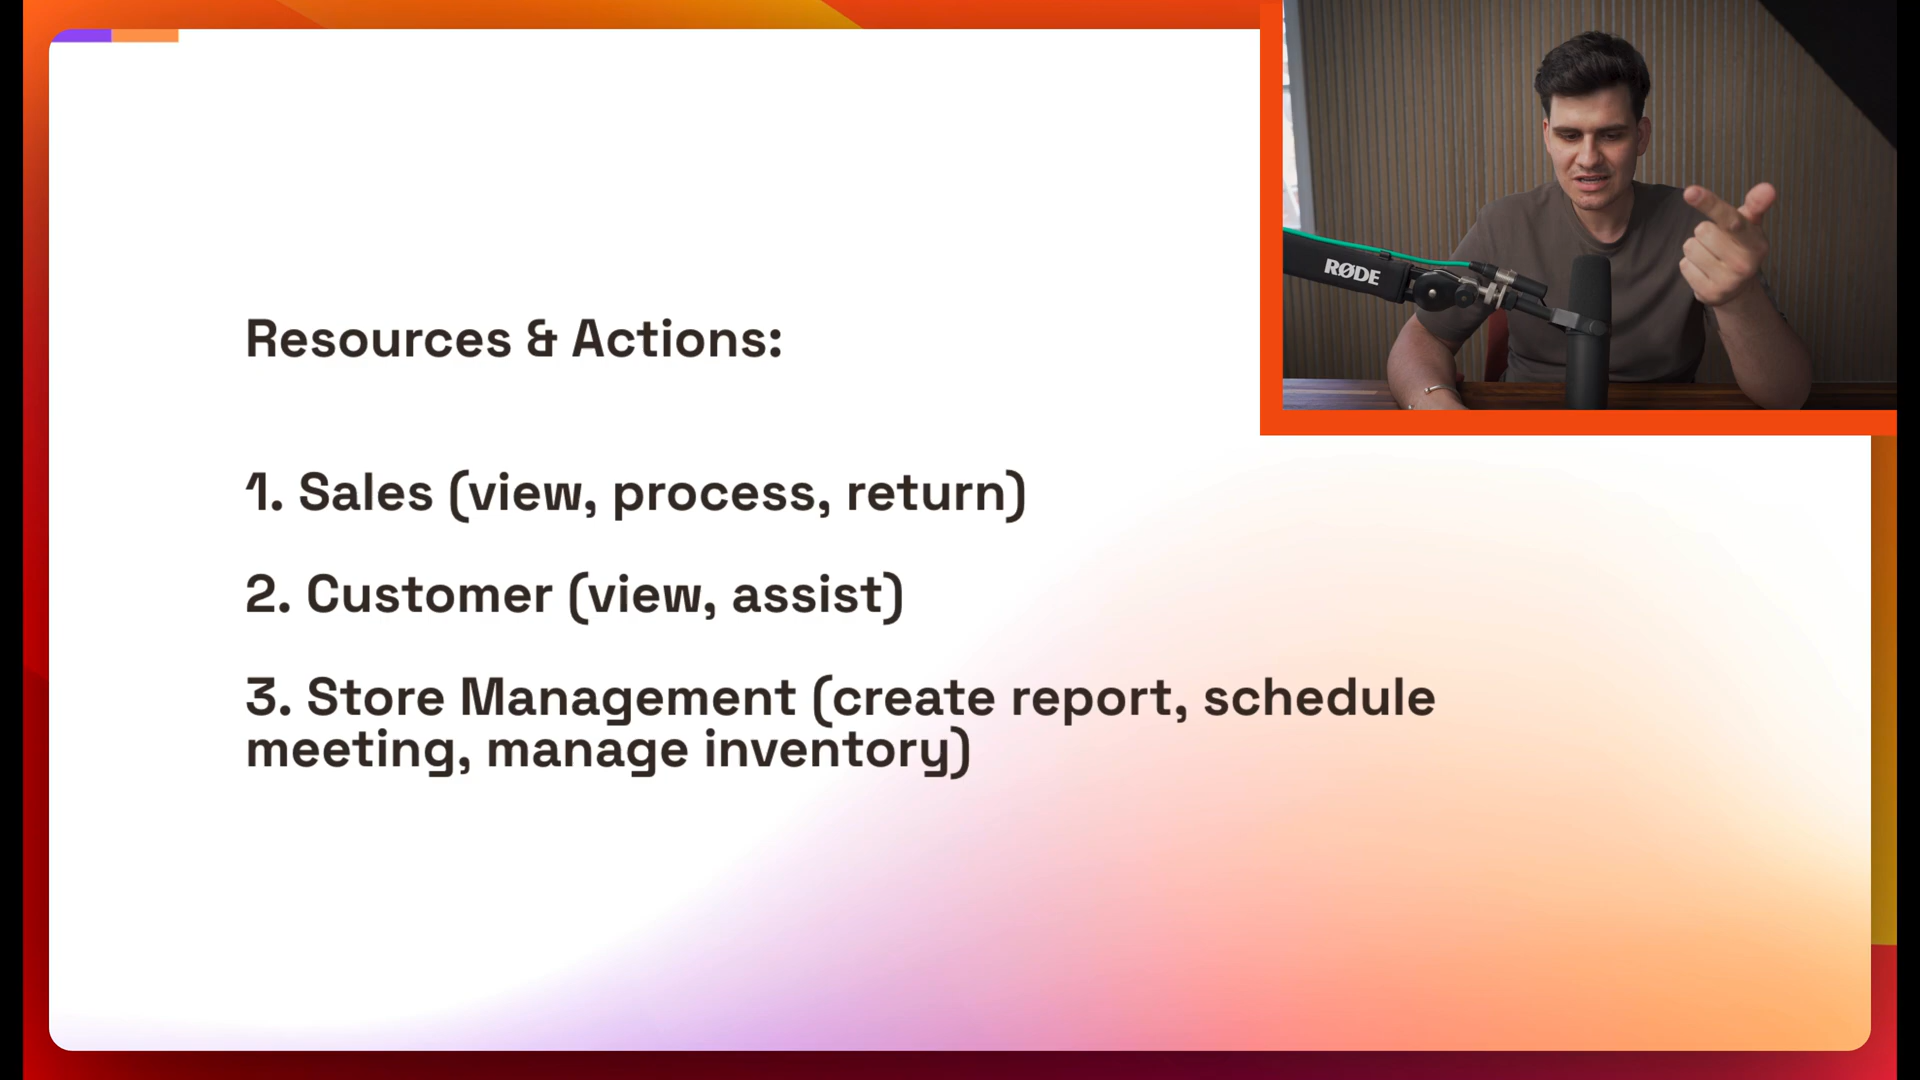 RØDE
Resources & Actions:
1. Sales (view, process, return)
2. Customer (view, assist)
3. Store Management (create report, schedule
meeting, manage inventory)